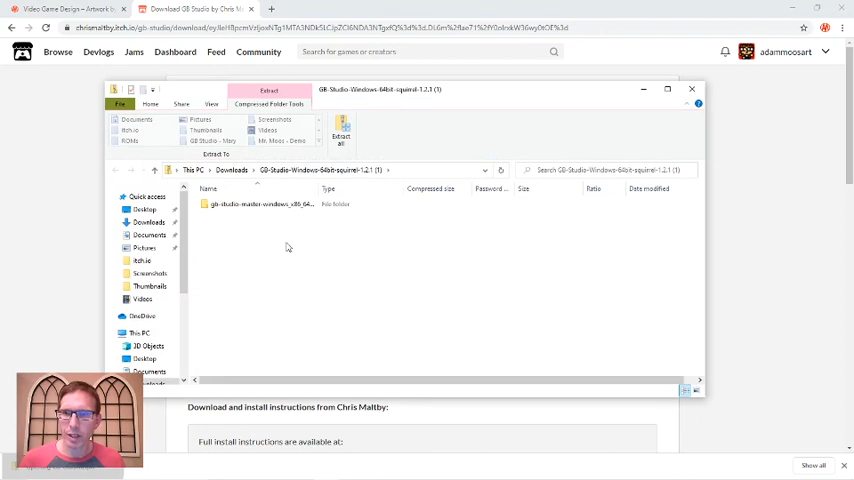 Video Game Design – Artwork by
Download GB Studio by Chris M
Browse Devlogs Jams Dashboard Feed Community
Search for games or creators
adammoosart
Extract
GB-Studio-Windows-64bit-squirrel-1.2.1 (1)
File Home Share View Compressed Folder Tools
Documents Pictures Screenshots
itch.io Thumbnails Videos
ROMs GB Studio - Mary Mr. Moos - Demo
Extract all
Extract To
This PC Downloads GB-Studio-Windows-64bit-squirrel-1.2.1 (1)
Search GB-Studio-Windows-64bit-squirrel-1.2.1 (1)
Name Type Compressed size Password ... Size Ratio Date modified
gb-studio-master-windows_x86_64... File folder
Quick access
Desktop
Downloads
Documents
Pictures
itch.io
Screenshots
Thumbnails
Videos
OneDrive
This PC
3D Objects
Desktop
Documents
Download and install instructions from Chris Maltby:
Full install instructions are available at:
Show all